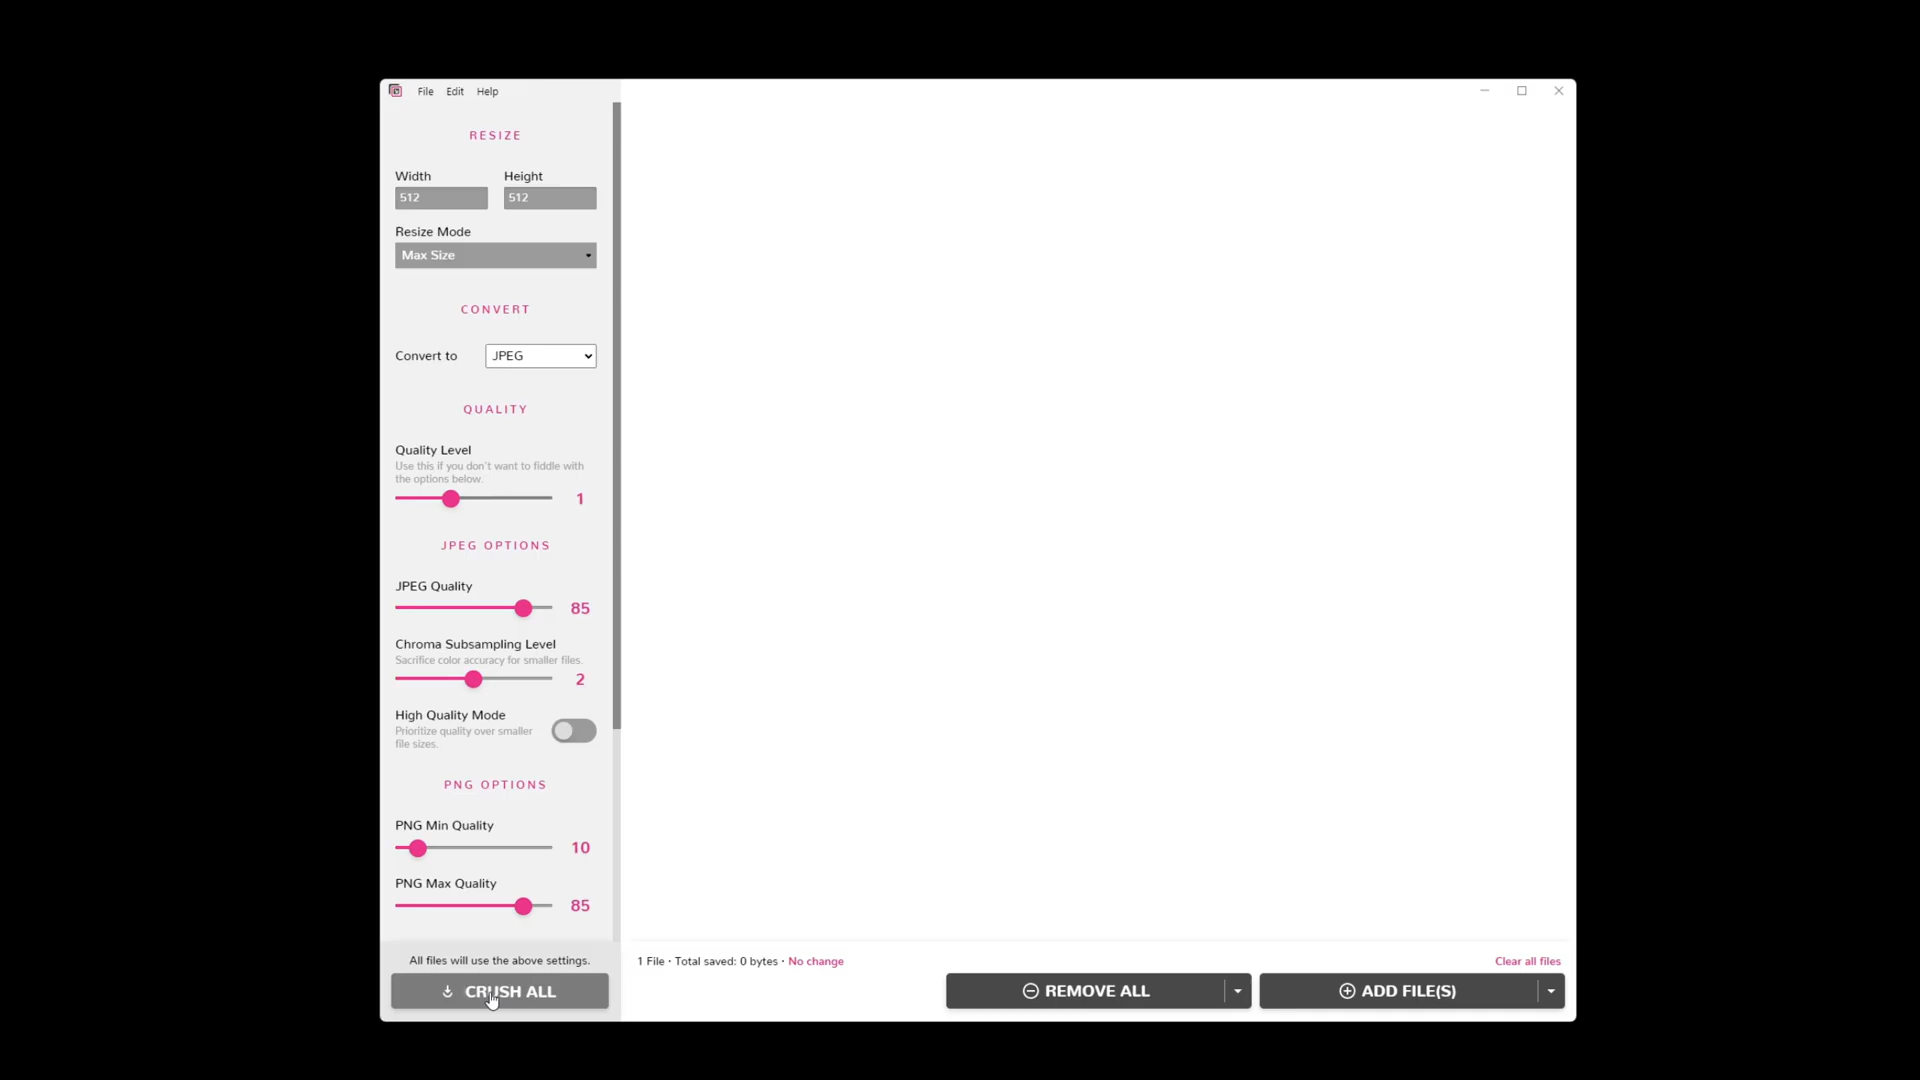 File Edit Help
RESIZE
Width Height
512 512
Resize Mode
Max Size
CONVERT
Convert to JPEG
QUALITY
Quality Level
Use this if you don't want to fiddle with
the options below.
1
JPEG OPTIONS
JPEG Quality
85
Chroma Subsampling Level
Sacrifice color accuracy for smaller files.
2
High Quality Mode
Prioritize quality over smaller
file sizes.
PNG OPTIONS
PNG Min Quality
10
PNG Max Quality
85
All files will use the above settings.
CRUSH ALL
1 File · Total saved: 0 bytes · No change
Clear all files
REMOVE ALL
ADD FILE(S)